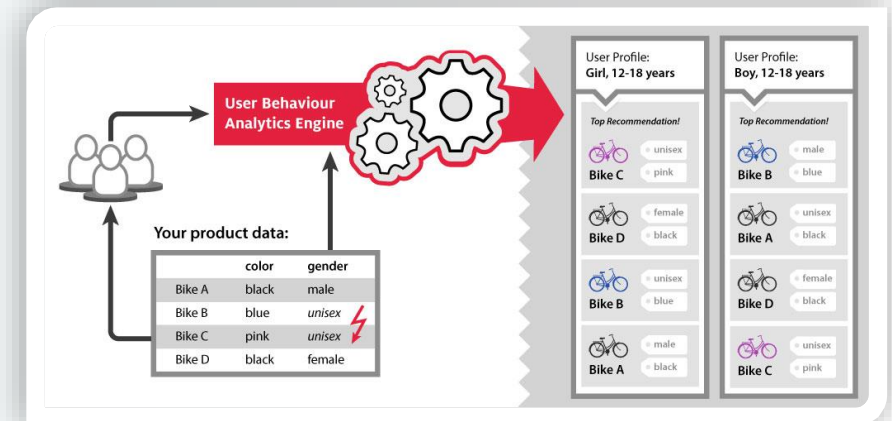 User Behaviour
Analytics Engine
Your product data:
color gender
Bike A black male
Bike B blue unisex
Bike C pink unisex
Bike D black female
User Profile:
Girl, 12-18 years
Top Recommendation!
unisex
Bike C pink
female
Bike D black
unisex
Bike B blue
male
Bike A black
User Profile:
Boy, 12-18 years
Top Recommendation!
male
Bike B blue
unisex
Bike A black
female
Bike D black
unisex
Bike C pink